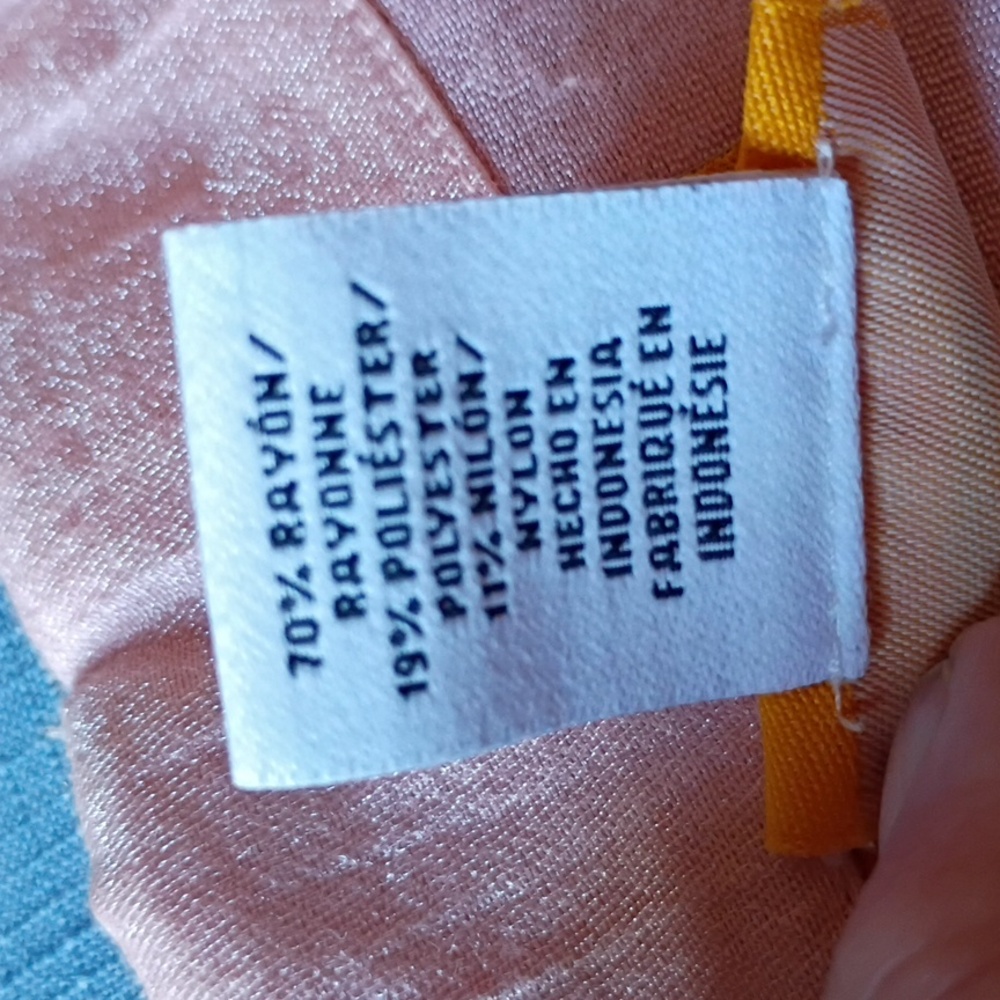 70% RAYÓN/
RAYONNE
19% POLIÉSTER/
POLYESTER
11% NILÓN/
NYLON
HECHO EN
INDONESIA
FABRIQUÉ EN
INDONÉSIE